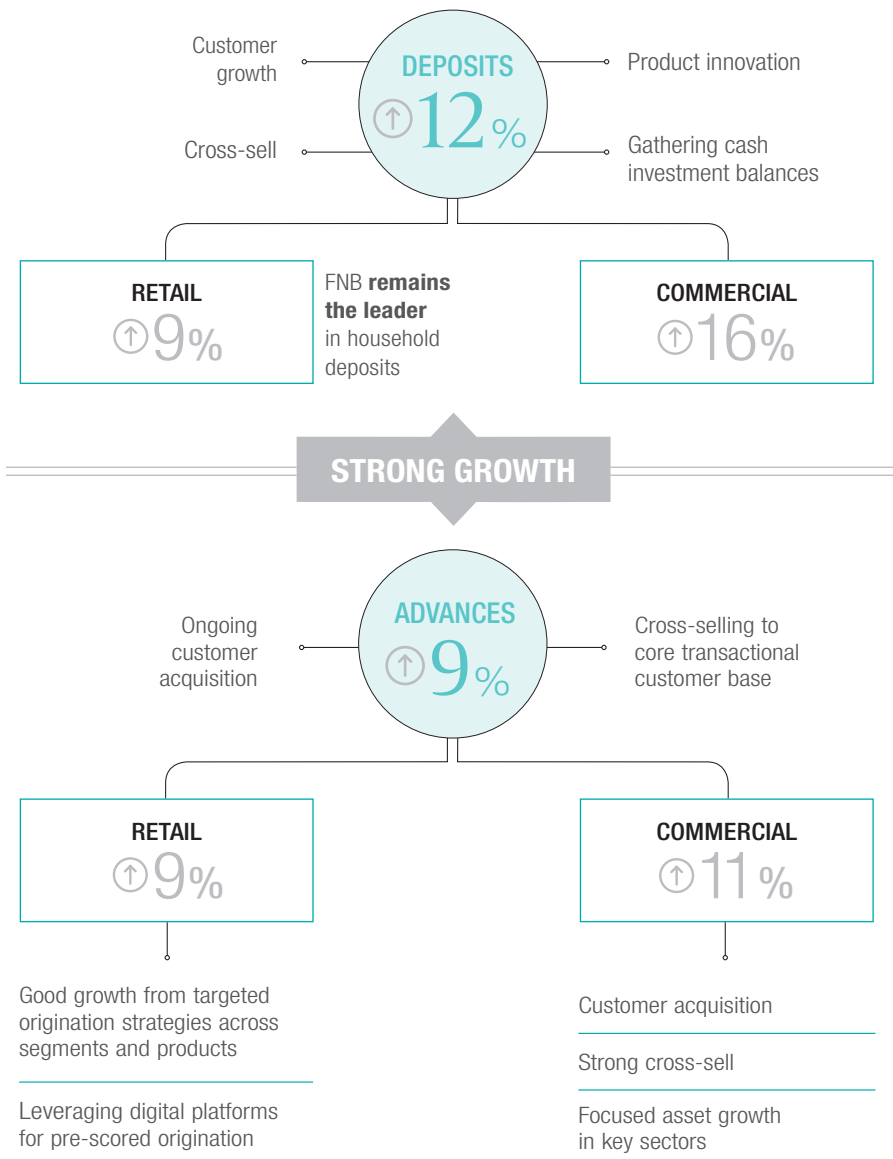 Customer
growth
DEPOSITS
12%
Product innovation
Cross-sell
Gathering cash
investment balances
RETAIL
9%
FNB remains
the leader
in household
deposits
COMMERCIAL
16%
STRONG GROWTH
ADVANCES
9%
Ongoing
customer
acquisition
Cross-selling to
core transactional
customer base
RETAIL
9%
COMMERCIAL
11%
Good growth from targeted
origination strategies across
segments and products
Leveraging digital platforms
for pre-scored origination
Customer acquisition
Strong cross-sell
Focused asset growth
in key sectors